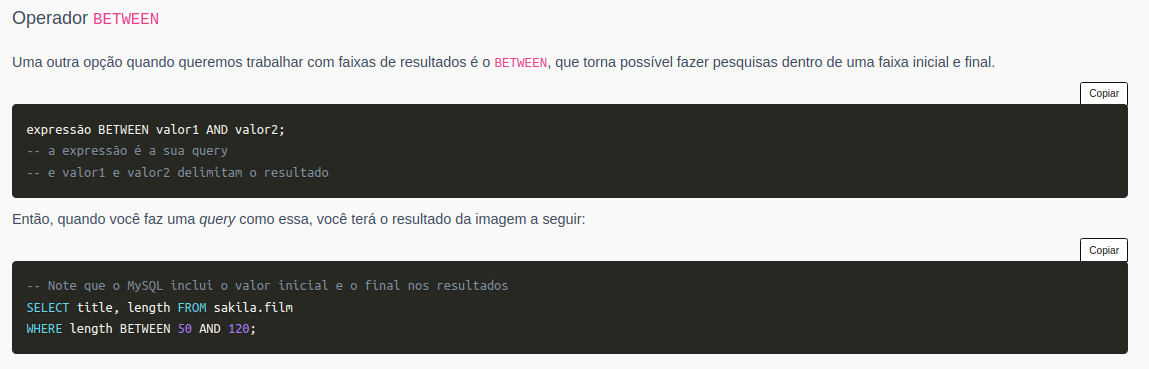 Operador BETWEEN
Uma outra opção quando queremos trabalhar com faixas de resultados é o BETWEEN, que torna possível fazer pesquisas dentro de uma faixa inicial e final.
Copiar
expressão BETWEEN valor1 AND valor2;
-- a expressão é a sua query
-- e valor1 e valor2 delimitam o resultado
Então, quando você faz uma query como essa, você terá o resultado da imagem a seguir:
Copiar
-- Note que o MySQL inclui o valor inicial e o final nos resultados
SELECT title, length FROM sakila.film
WHERE length BETWEEN 50 AND 120;